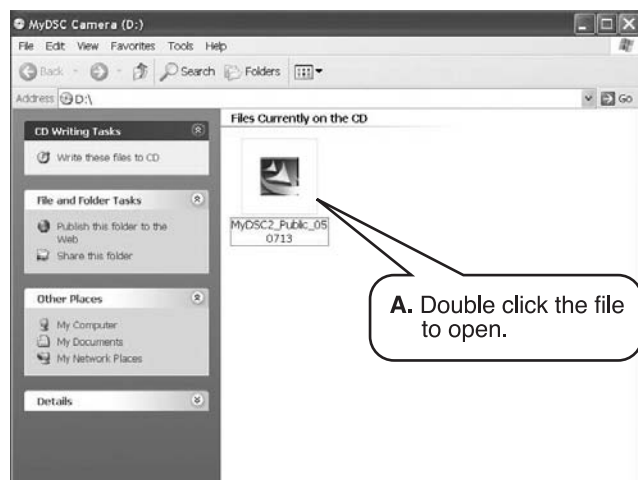 MyDSC Camera (D:)
File Edit View Favorites Tools Help
Back Search Folders
Address D:\ Go
Files Currently on the CD
CD Writing Tasks
Write these files to CD
File and Folder Tasks
Publish this folder to the
Web
Share this folder
Other Places
My Computer
My Documents
My Network Places
Details
MyDSC2_Public_05
0713
A. Double click the file
to open.